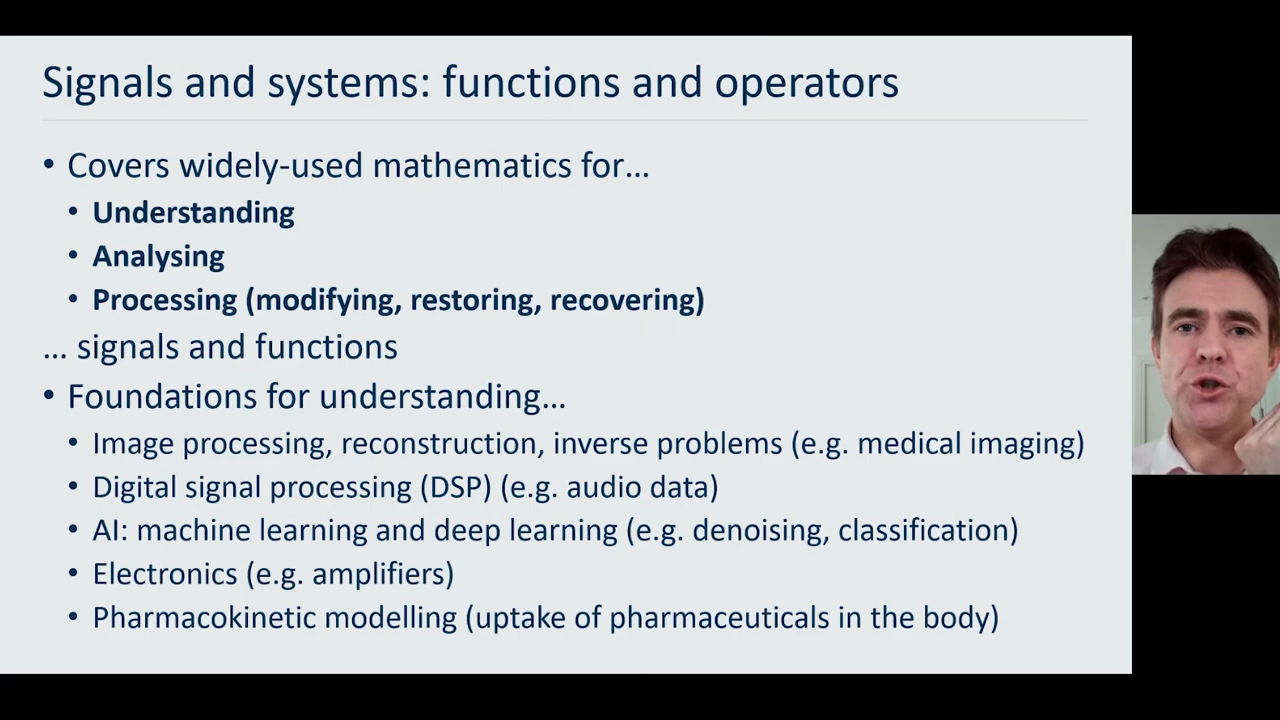 Signals and systems: functions and operators
• Covers widely-used mathematics for…
• Understanding
• Analysing
• Processing (modifying, restoring, recovering)
… signals and functions
• Foundations for understanding…
• Image processing, reconstruction, inverse problems (e.g. medical imaging)
• Digital signal processing (DSP) (e.g. audio data)
• AI: machine learning and deep learning (e.g. denoising, classification)
• Electronics (e.g. amplifiers)
• Pharmacokinetic modelling (uptake of pharmaceuticals in the body)